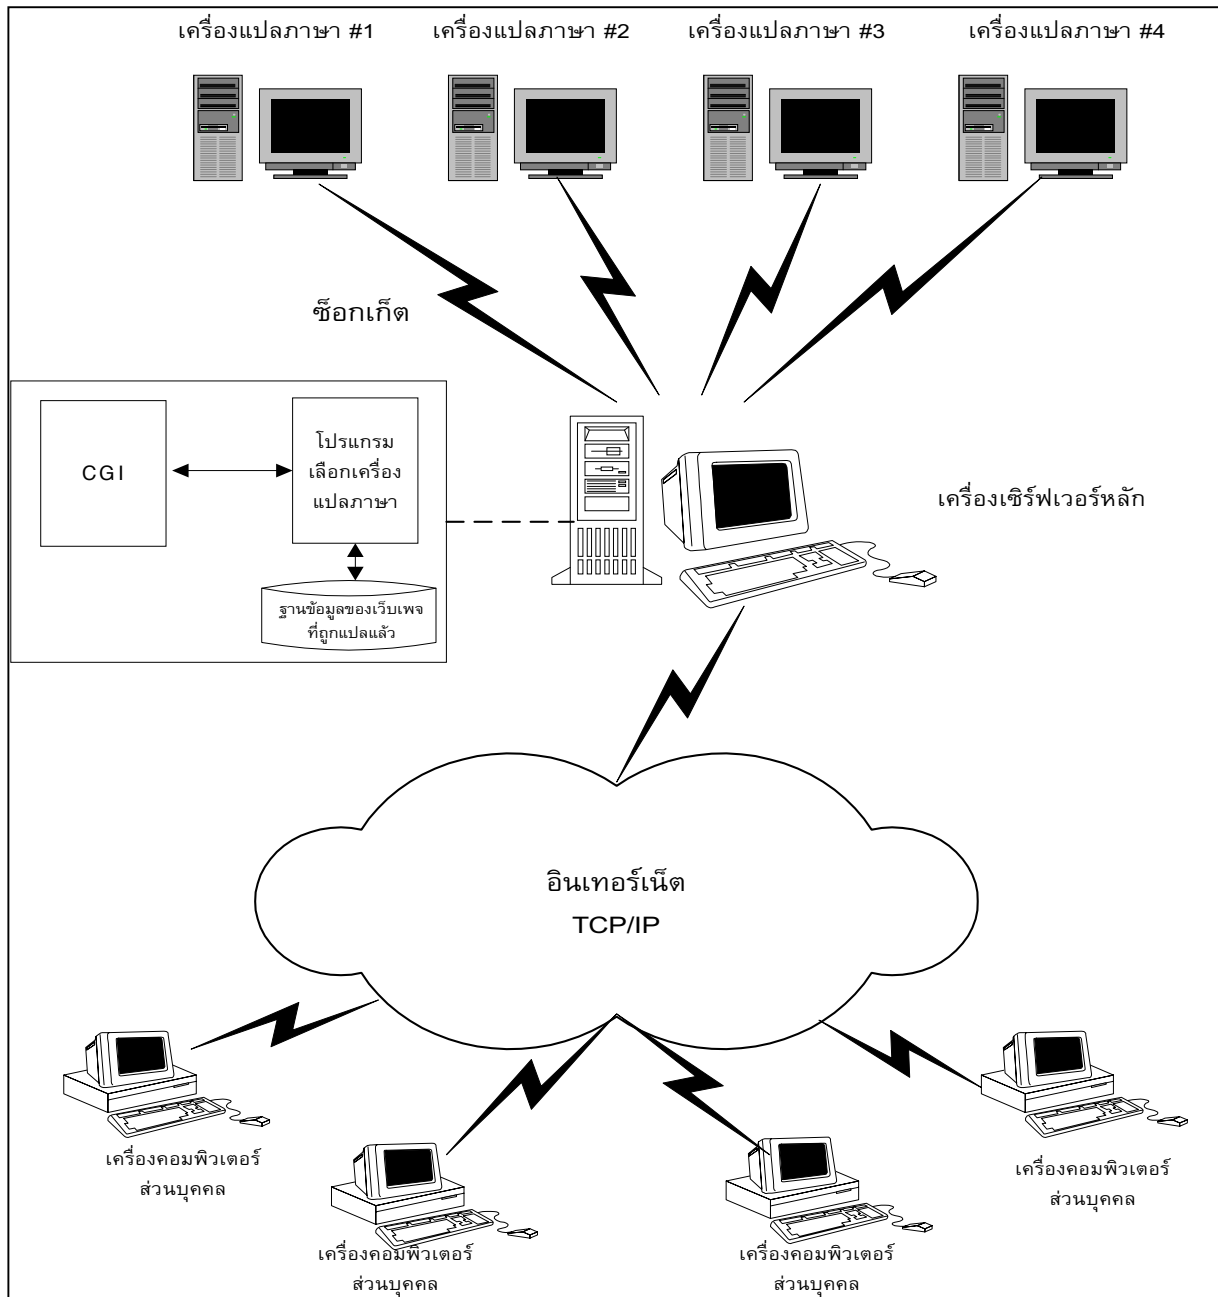 เครื่องแปลภาษา #1
เครื่องแปลภาษา #2
เครื่องแปลภาษา #3
เครื่องแปลภาษา #4
ซ็อกเก็ต
CGI
โปรแกรม
เลือกเครื่อง
แปลภาษา
ฐานข้อมูลของเว็บเพจ
ที่ถูกแปลแล้ว
เครื่องเซิร์ฟเวอร์หลัก
อินเทอร์เน็ต
TCP/IP
เครื่องคอมพิวเตอร์
ส่วนบุคคล
เครื่องคอมพิวเตอร์
ส่วนบุคคล
เครื่องคอมพิวเตอร์
ส่วนบุคคล
เครื่องคอมพิวเตอร์
ส่วนบุคคล